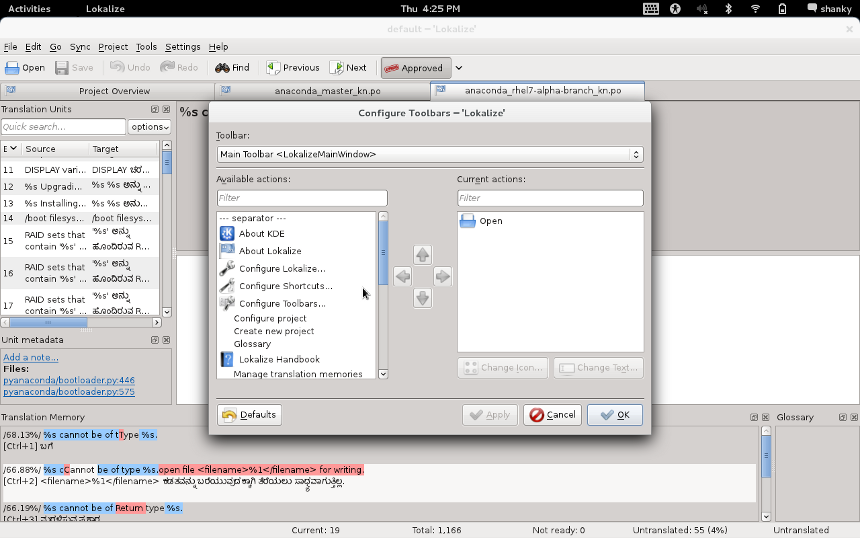 Activities Lokalize Thu 4:25 PM shanky
default – 'Lokalize'
File Edit Go Sync Project Tools Settings Help
Open Save Undo Redo Find Previous Next Approved
Project Overview anaconda_master_kn.po anaconda_rhel7-alpha-branch_kn.po
Translation Units
Quick search... options
E Source Target
11 DISPLAY vari... DISPLAY ಚರ...
12 %s Upgradi... %s %s ಅನ್ನು ...
13 %s Installing... %s %s ಅನ್ನು ...
14 /boot filesys... /boot filesys...
15 RAID sets that contain '%s' ... '%s' ಅನ್ನು ಹೊಂದಿರುವ R...
16 RAID sets that contain '%s' ... '%s' ಅನ್ನು ಹೊಂದಿರುವ R...
17 RAID sets that contain '%s' ... '%s' ಅನ್ನು ಹೊಂದಿರುವ R...
%s c
Unit metadata
Add a note...
Files:
pyanaconda/bootloader.py:446
pyanaconda/bootloader.py:575
Configure Toolbars – 'Lokalize'
Toolbar:
Main Toolbar <LokalizeMainWindow>
Available actions:
Filter
--- separator ---
About KDE
About Lokalize
Configure Lokalize...
Configure Shortcuts...
Configure Toolbars...
Configure project
Create new project
Glossary
Lokalize Handbook
Manage translation memories
Current actions:
Filter
Open
Change Icon... Change Text...
Defaults Apply Cancel OK
Translation Memory
/68.13%/ %s cannot be of tType %s.
[Ctrl+1] ಬಗೆ
/66.88%/ %s cCannot be of type %s.open file <filename>%1</filename> for writing.
[Ctrl+2] <filename>%1</filename> ಕಡತವನ್ನು ಬರೆಯುವುದಕ್ಕಾಗಿ ತೆರೆಯಲು ಸಾಧ್ಯವಾಗುತ್ತಿಲ್ಲ.
/66.19%/ %s cannot be of Return type %s.
[Ctrl+3]
Glossary
Current: 19 Total: 1,166 Not ready: 0 Untranslated: 55 (4%) Untranslated